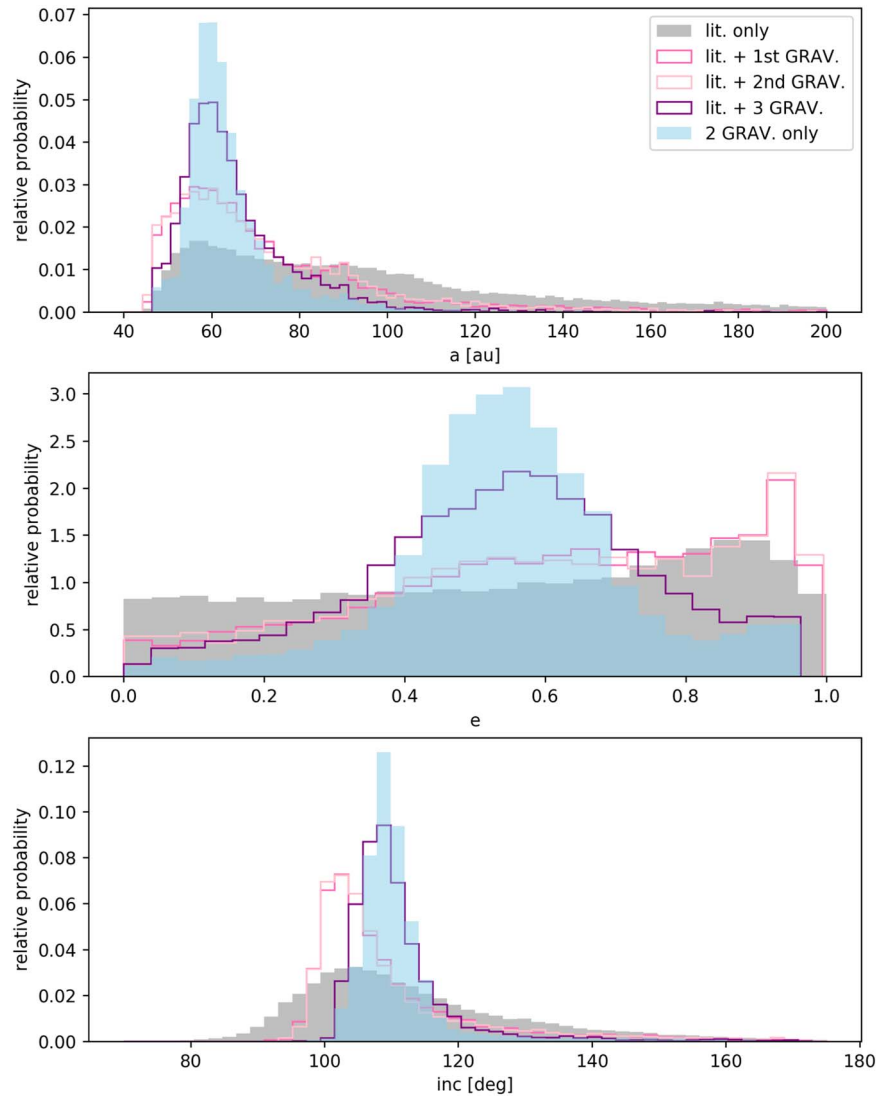 0.07
0.06
0.05
0.04
0.03
0.02
0.01
0.00
relative probability
lit. only
lit. + 1st GRAV.
lit. + 2nd GRAV.
lit. + 3 GRAV.
2 GRAV. only
40 60 80 100 120 140 160 180 200
a [au]
3.0
2.5
2.0
1.5
1.0
0.5
0.0
relative probability
0.0 0.2 0.4 0.6 0.8 1.0
e
0.12
0.10
0.08
0.06
0.04
0.02
0.00
relative probability
80 100 120 140 160 180
inc [deg]